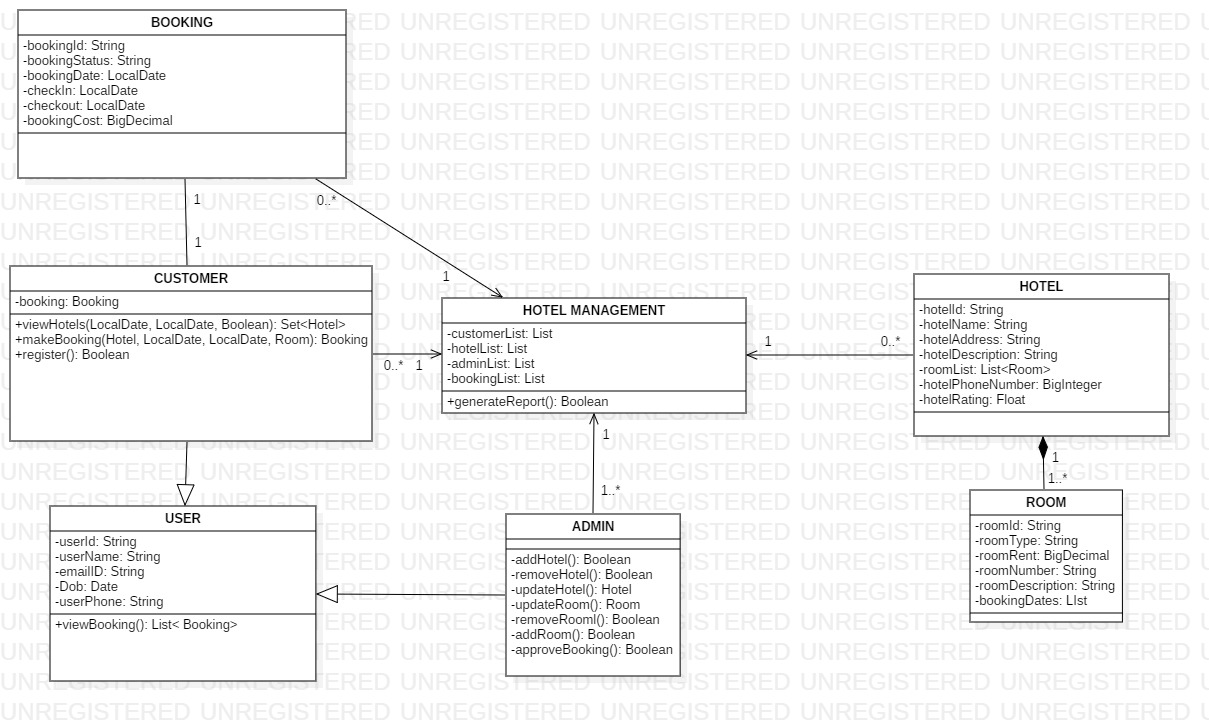 BOOKING
-bookingId: String
-bookingStatus: String
-bookingDate: LocalDate
-checkIn: LocalDate
-checkout: LocalDate
-bookingCost: BigDecimal
1
0..*
1
1
CUSTOMER
-booking: Booking
+viewHotels(LocalDate, LocalDate, Boolean): Set<Hotel>
+makeBooking(Hotel, LocalDate, LocalDate, Room): Booking
+register(): Boolean
0..*
1
HOTEL MANAGEMENT
-customerList: List
-hotelList: List
-adminList: List
-bookingList: List
+generateReport(): Boolean
1
0..*
HOTEL
-hotelId: String
-hotelName: String
-hotelAddress: String
-hotelDescription: String
-roomList: List<Room>
-hotelPhoneNumber: BigInteger
-hotelRating: Float
1
1..*
1
1..*
USER
-userId: String
-userName: String
-emailID: String
-Dob: Date
-userPhone: String
+viewBooking(): List< Booking>
ADMIN
-addHotel(): Boolean
-removeHotel(): Boolean
-updateHotel(): Hotel
-updateRoom(): Room
-removeRooml(): Boolean
-addRoom(): Boolean
-approveBooking(): Boolean
ROOM
-roomId: String
-roomType: String
-roomRent: BigDecimal
-roomNumber: String
-roomDescription: String
-bookingDates: LIst
UNREGISTERED